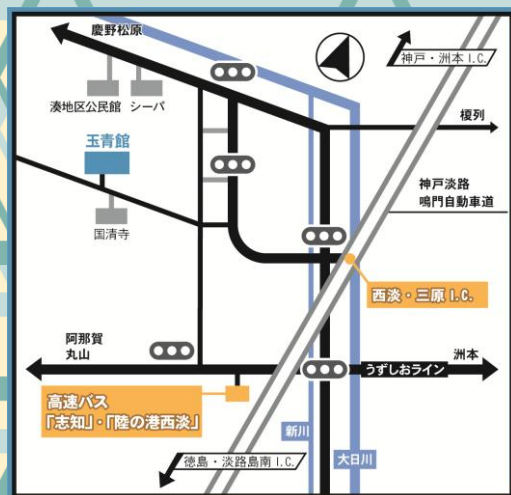 慶野松原
神戸・洲本 I.C.
湊地区公民館
シーパ
榎列
玉青館
神戸淡路
鳴門自動車道
国清寺
西淡・三原 I.C.
阿那賀
丸山
洲本
うずしおライン
高速バス
「志知」・「陸の港西淡」
新川
大日川
徳島・淡路島南 I.C.